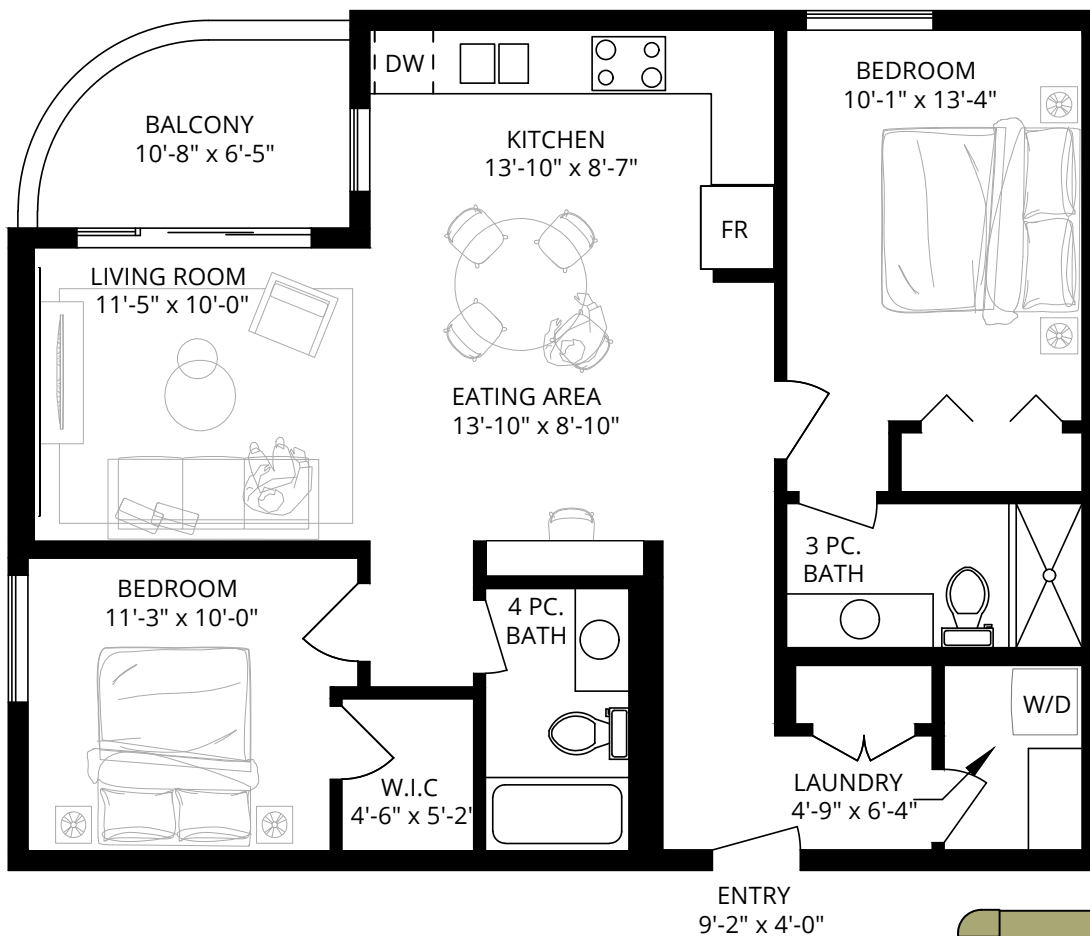 DW
BEDROOM
10'-1" x 13'-4"
BALCONY
10'-8" x 6'-5"
KITCHEN
13'-10" x 8'-7"
FR
LIVING ROOM
11'-5" x 10'-0"
EATING AREA
13'-10" x 8'-10"
3 PC.
BATH
BEDROOM
11'-3" x 10'-0"
4 PC.
BATH
W/D
W.I.C
4'-6" x 5'-2'
LAUNDRY
4'-9" x 6'-4"
ENTRY
9'-2" x 4'-0"